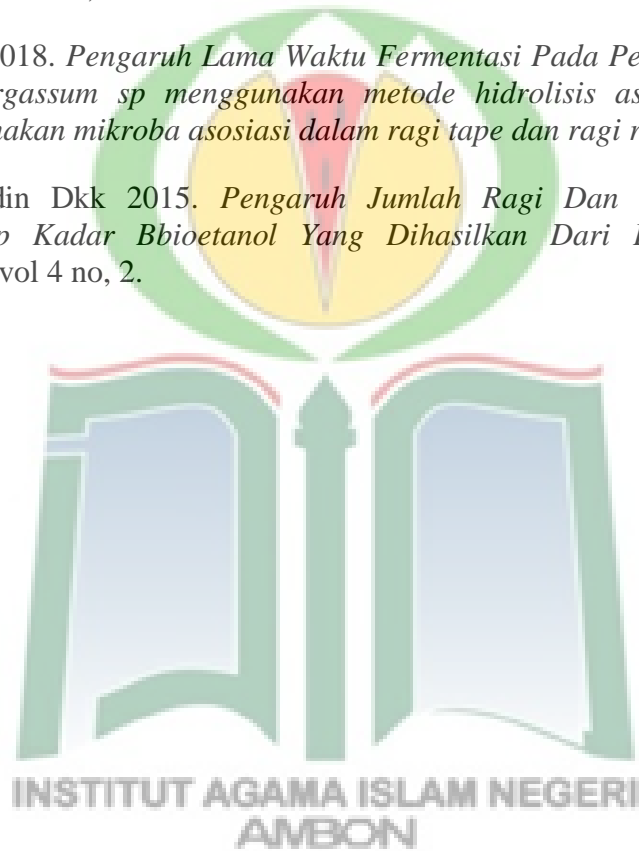 018. Pengaruh Lama Waktu Fermentasi Pada Pe
rgassum sp menggunakan metode hidrolisis as
nakan mikroba asosiasi dalam ragi tape dan ragi r
din Dkk 2015. Pengaruh Jumlah Ragi Dan
p Kadar Bbioetanol Yang Dihasilkan Dari
vol 4 no, 2.
INSTITUT AGAMA ISLAM NEGERI
AMBON